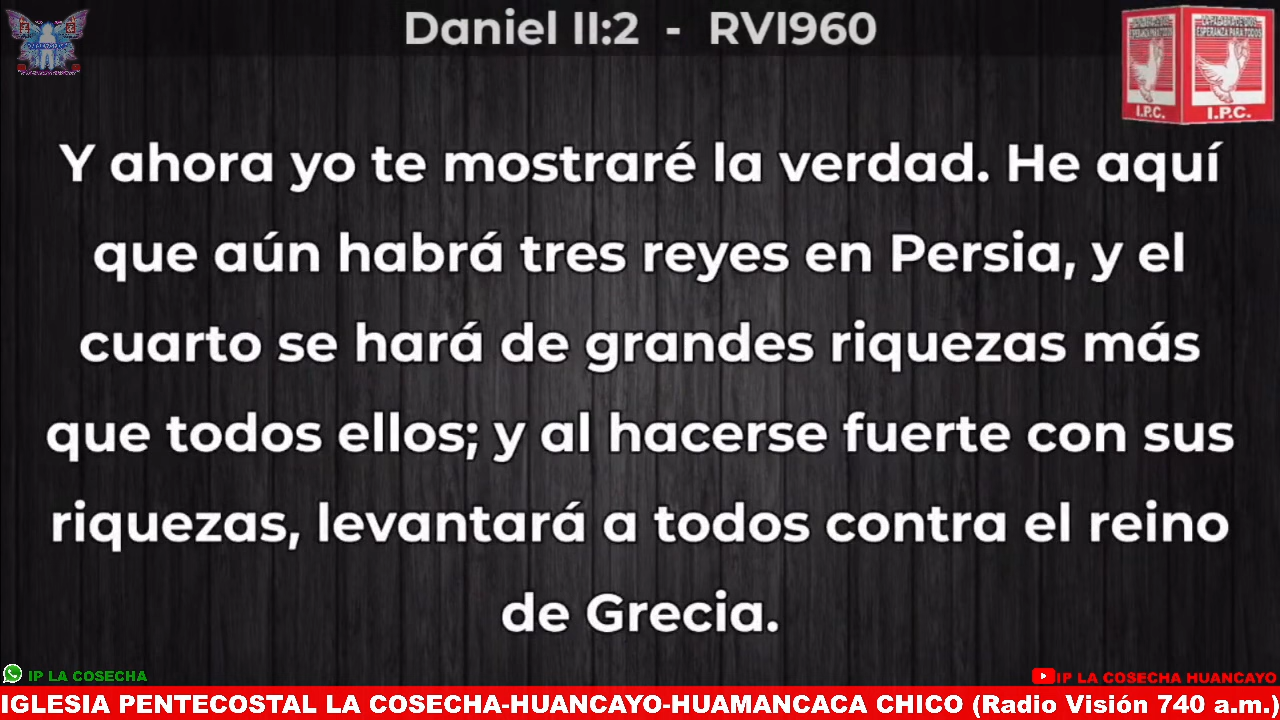 Daniel 11:2 - RV1960
ESPERANZA PARA TODOS
I.P.C.
I.P.C.
Y ahora yo te mostraré la verdad. He aquí
que aún habrá tres reyes en Persia, y el
cuarto se hará de grandes riquezas más
que todos ellos; y al hacerse fuerte con sus
riquezas, levantará a todos contra el reino
de Grecia.
IP LA COSECHA
IP LA COSECHA HUANCAYO
IGLESIA PENTECOSTAL LA COSECHA-HUANCAYO-HUAMANCACA CHICO (Radio Visión 740 a.m.)